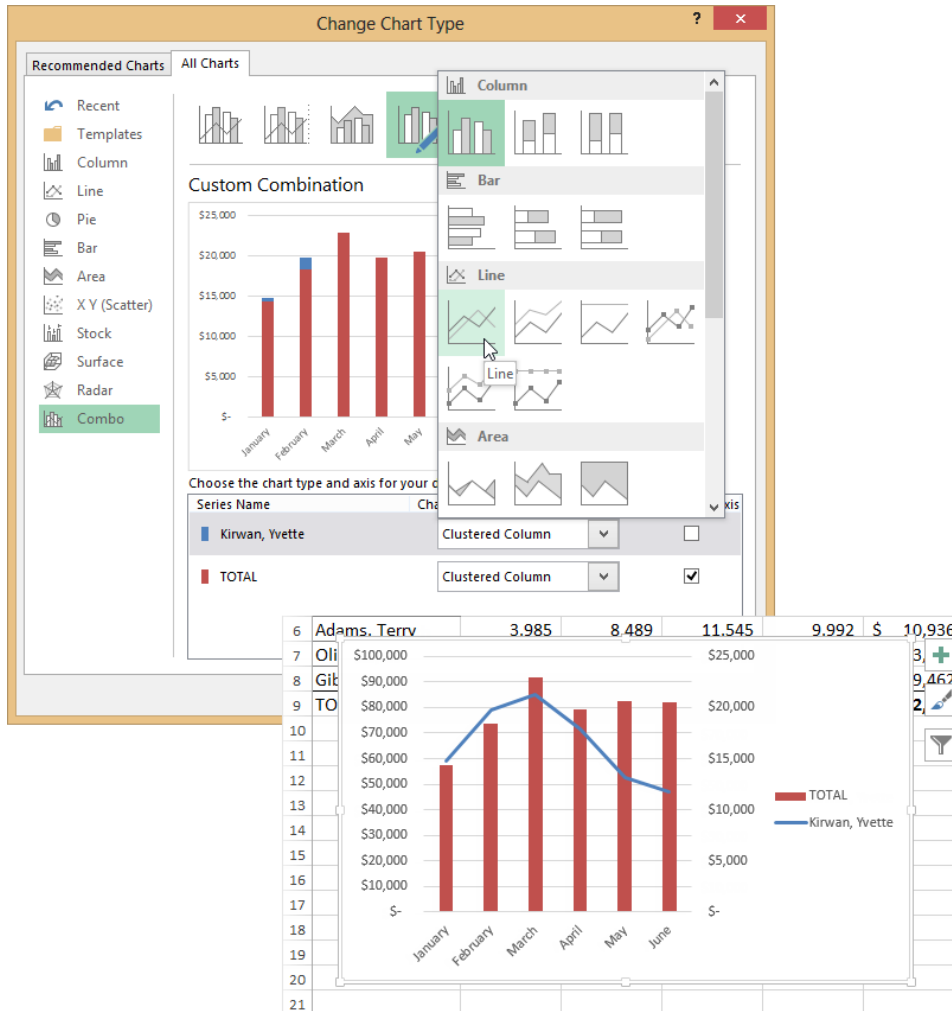 Change Chart Type
?
×
Recommended Charts
All Charts
Recent
Templates
Column
Line
Pie
Bar
Area
X Y (Scatter)
Stock
Surface
Radar
Combo
Custom Combination
$25,000
$20,000
$15,000
$10,000
$5,000
$-
January
February
March
April
May
Column
Bar
Line
Line
Area
Choose the chart type and axis for your
Series Name
Kirwan, Yvette
Clustered Column
TOTAL
Clustered Column
6 Adams, Terry 3,985 8,489 11,545 9,992 $ 10,936
7
8
9
10
11
12
13
14
15
16
17
18
19
20
21
$100,000
$90,000
$80,000
$70,000
$60,000
$50,000
$40,000
$30,000
$20,000
$10,000
$-
$25,000
$20,000
$15,000
$10,000
$5,000
$-
January
February
March
April
May
June
TOTAL
Kirwan, Yvette